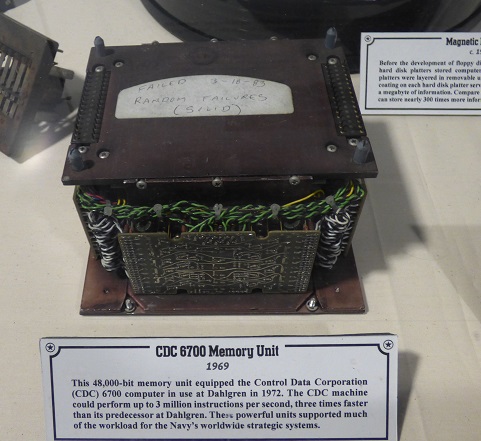 FAILED 3-18-83
RANDOM FAILURES
(SILID)
Magnetic
Before the development of floppy
hard disk platters stored
platters were layered in removable
coating on each hard disk platter
a megabyte of information. Compare
can store nearly 300 times more
CDC 6700 Memory Unit
1969
This 48,000-bit memory unit equipped the Control Data Corporation
(CDC) 6700 computer in use at Dahlgren in 1972. The CDC machine
could perform up to 3 million instructions per second, three times faster
than its predecessor at Dahlgren. These powerful units supported much
of the workload for the Navy's worldwide strategic systems.